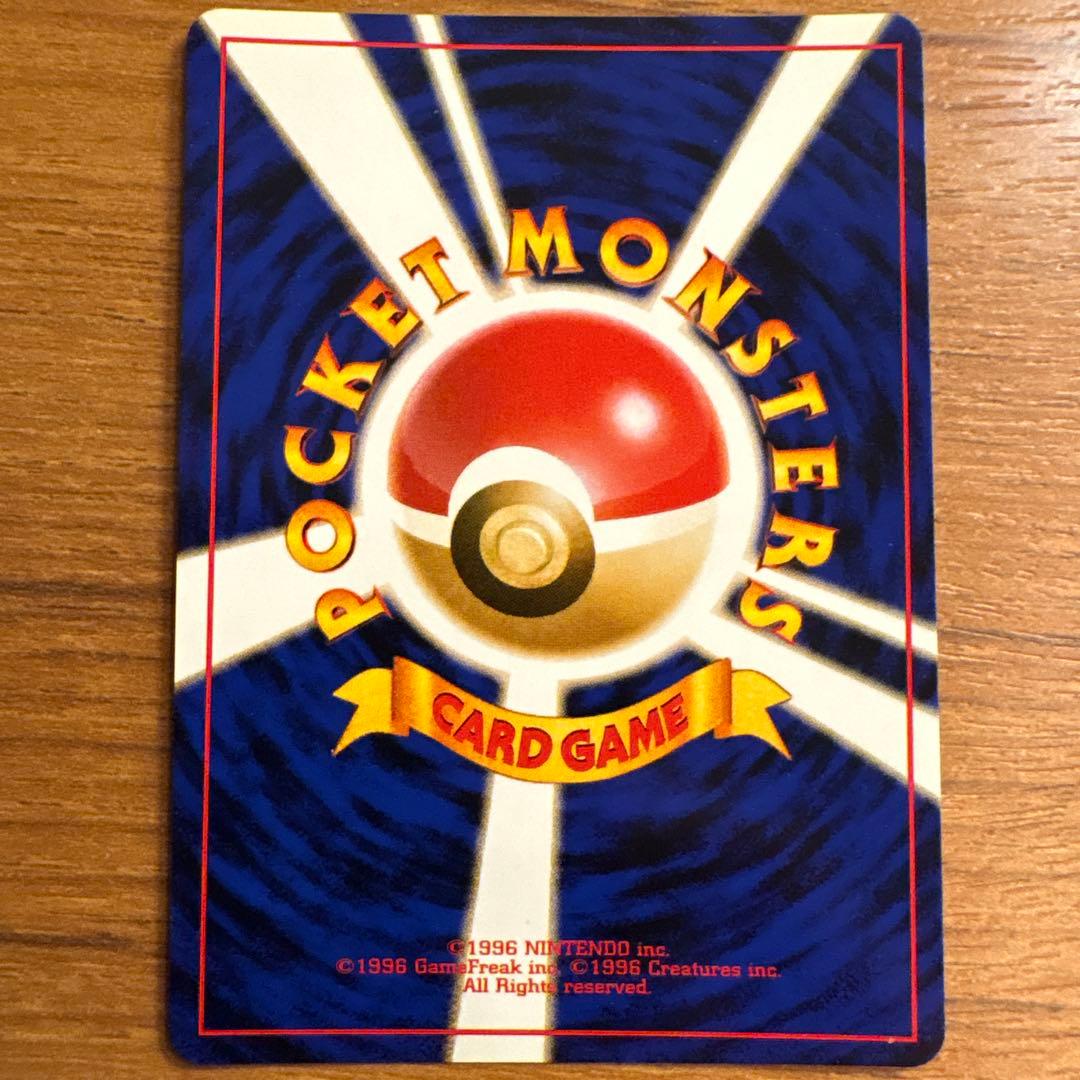 POCKET MONSTERS
CARD GAME
©1996 NINTENDO inc.
©1996 GameFreak inc. ©1996 Creatures inc.
All Rights reserved.